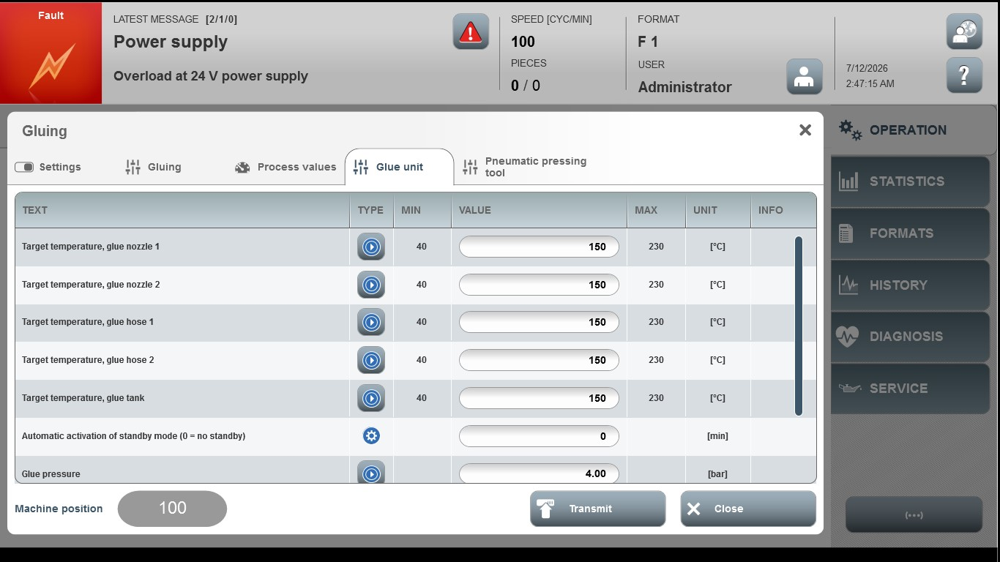 Fault
LATEST MESSAGE [2/1/0]
Power supply
Overload at 24 V power supply
SPEED [CYC/MIN]
100
PIECES
0 / 0
FORMAT
F 1
USER
Administrator
7/12/2026
2:47:15 AM
?
Gluing
Settings
Gluing
Process values
Glue unit
Pneumatic pressing
tool
TEXT TYPE MIN VALUE MAX UNIT INFO
Target temperature, glue nozzle 1 40 150 230 [°C]
Target temperature, glue nozzle 2 40 150 230 [°C]
Target temperature, glue hose 1 40 150 230 [°C]
Target temperature, glue hose 2 40 150 230 [°C]
Target temperature, glue tank 40 150 230 [°C]
Automatic activation of standby mode (0 = no standby) 0 [min]
Glue pressure 4.00 [bar]
Machine position 100
Transmit
Close
OPERATION
STATISTICS
FORMATS
HISTORY
DIAGNOSIS
SERVICE
(•••)